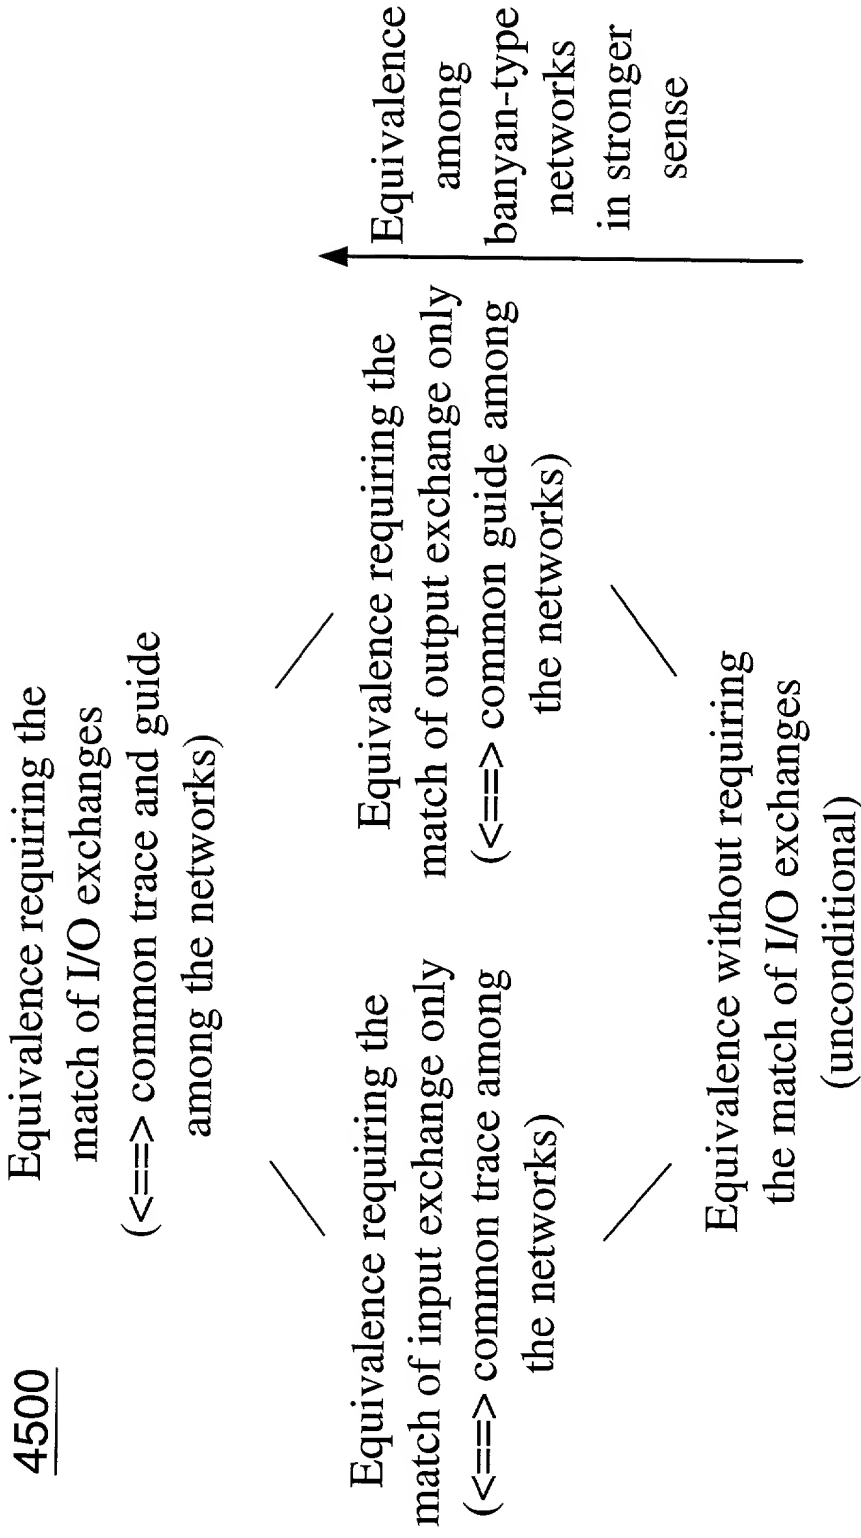 4500
Equivalence requiring the
match of I/O exchanges
(<==> common trace and guide
among the networks)
Equivalence requiring the
match of input exchange only
(<==> common trace among
the networks)
Equivalence requiring the
match of output exchange only
(<==> common guide among
the networks)
Equivalence
among
banyan-type
networks
in stronger
sense
Equivalence without requiring
the match of I/O exchanges
(unconditional)